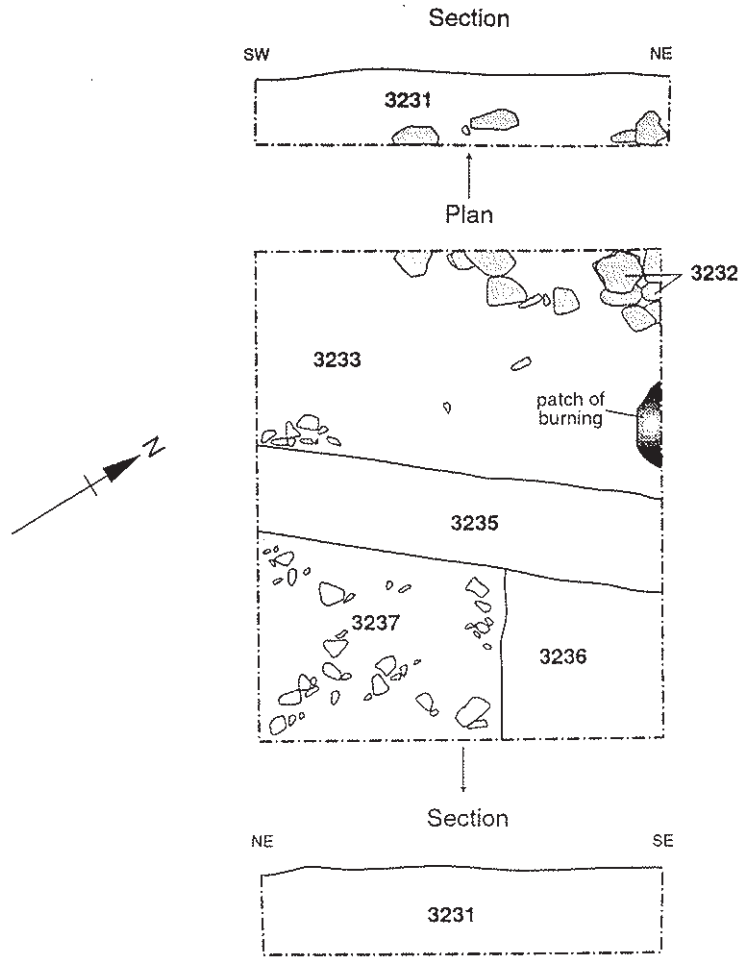 Section
SW
NE
3231
Plan
3232
3233
patch of
burning
N
3235
3237
3236
Section
NE
SE
3231